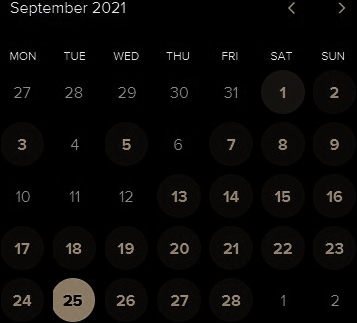 September 2021 < >
MON TUE WED THU FRI SAT SUN
27 28 29 30 31 1 2
3 4 5 6 7 8 9
10 11 12 13 14 15 16
17 18 19 20 21 22 23
24 25 26 27 28 1 2